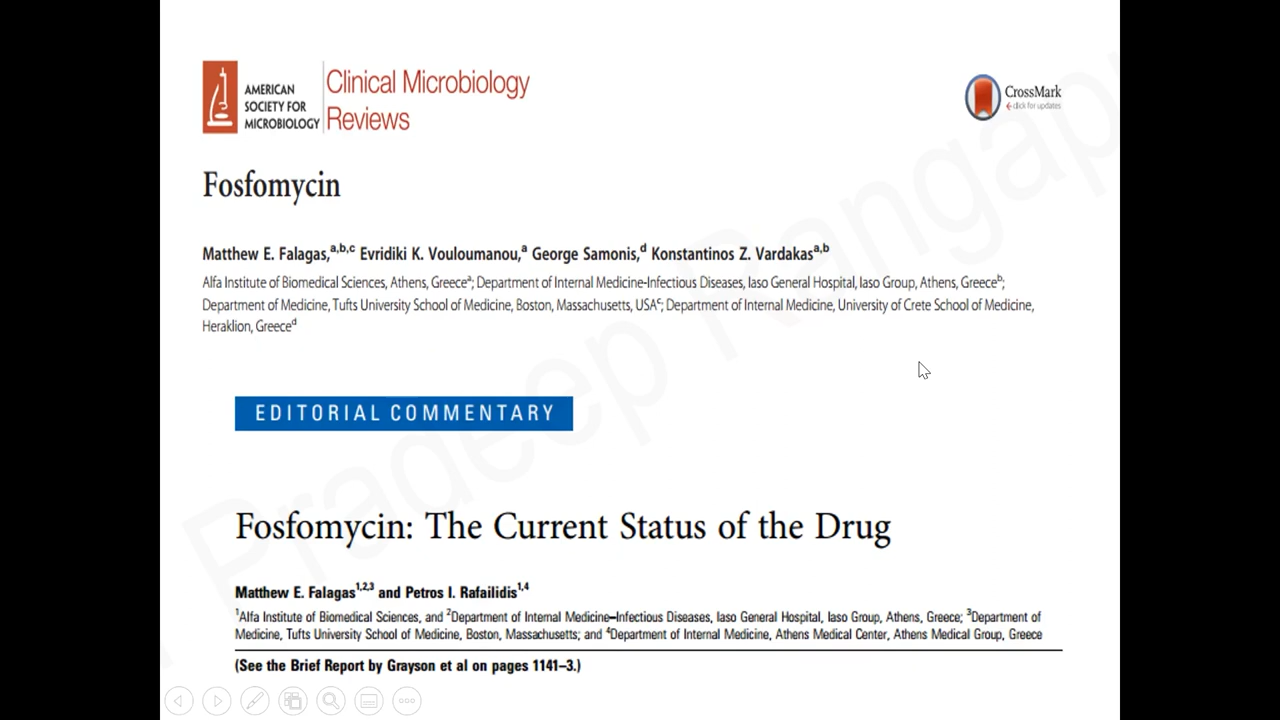 AMERICAN
SOCIETY FOR
MICROBIOLOGY
Clinical Microbiology
Reviews
CrossMark
click for updates
Fosfomycin
Matthew E. Falagas,a,b,c Evridiki K. Vouloumanou,a George Samonis,d Konstantinos Z. Vardakasa,b
Alfa Institute of Biomedical Sciences, Athens, Greecea; Department of Internal Medicine-Infectious Diseases, Iaso General Hospital, Iaso Group, Athens, Greeceb;
Department of Medicine, Tufts University School of Medicine, Boston, Massachusetts, USAc; Department of Internal Medicine, University of Crete School of Medicine,
Heraklion, Greeced
EDITORIAL COMMENTARY
Fosfomycin: The Current Status of the Drug
Matthew E. Falagas1,2,3 and Petros I. Rafailidis1,4
1Alfa Institute of Biomedical Sciences, and 2Department of Internal Medicine–Infectious Diseases, Iaso General Hospital, Iaso Group, Athens, Greece; 3Department of
Medicine, Tufts University School of Medicine, Boston, Massachusetts; and 4Department of Internal Medicine, Athens Medical Center, Athens Medical Group, Greece
(See the Brief Report by Grayson et al on pages 1141–3.)
Pradeep Rangap